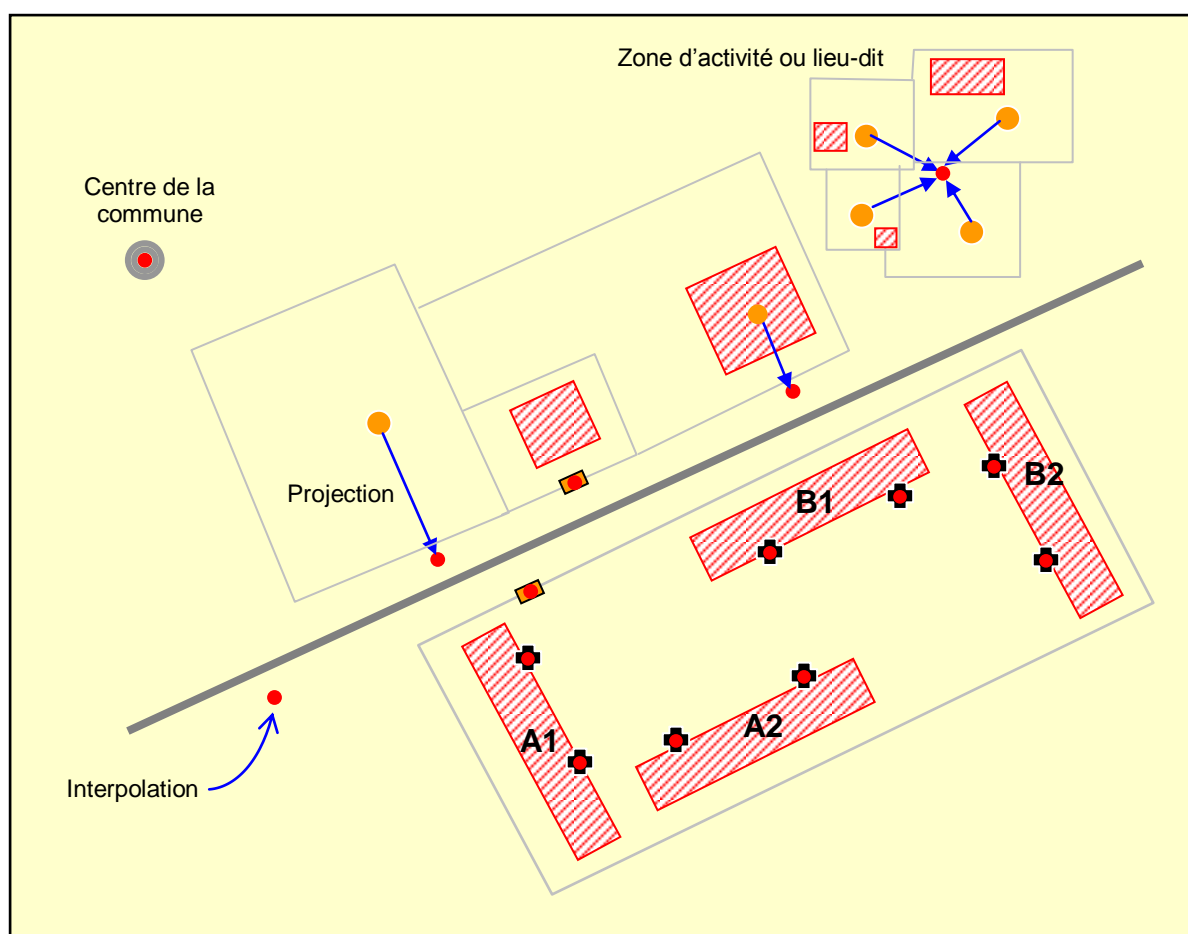 Zone d’activité ou lieu-dit
Centre de la
commune
Projection
B1
B2
A1
A2
Interpolation